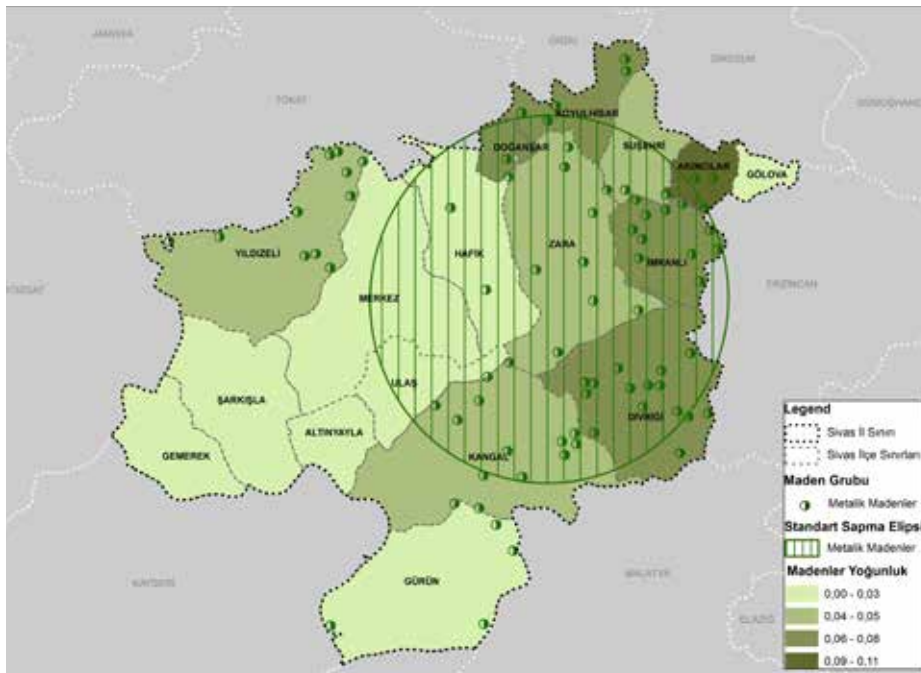 ORDU
GİRESUN
TOKAT
GÜMÜŞHANE
KOYULHİSAR
DOĞANŞAR
SUŞEHRİ
AKINCILAR
GÖLOVA
YILDIZELİ
HAFİK
ZARA
İMRANLI
ERZİNCAN
MERKEZ
ULAŞ
ŞARKIŞLA
DİVRİĞİ
ALTINYAYLA
GEMEREK
KANGAL
GÜRÜN
KAYSERİ
MALATYA
ELAZIĞ
Legend
Sivas İl Sınırı
Sivas İlçe Sınırları
Maden Grubu
Metalik Madenler
Standart Sapma Elipsi
Metalik Madenler
Madenler Yoğunluk
0,00 - 0,03
0,04 - 0,05
0,06 - 0,08
0,09 - 0,11